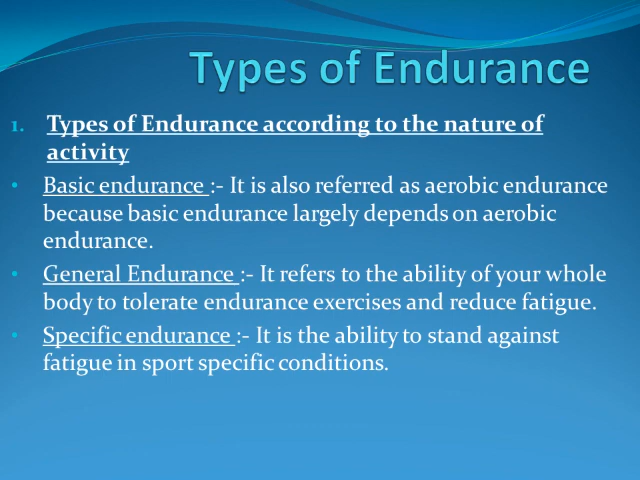 Types of Endurance
1. Types of Endurance according to the nature of
activity
• Basic endurance :- It is also referred as aerobic endurance
because basic endurance largely depends on aerobic
endurance.
• General Endurance :- It refers to the ability of your whole
body to tolerate endurance exercises and reduce fatigue.
• Specific endurance :- It is the ability to stand against
fatigue in sport specific conditions.